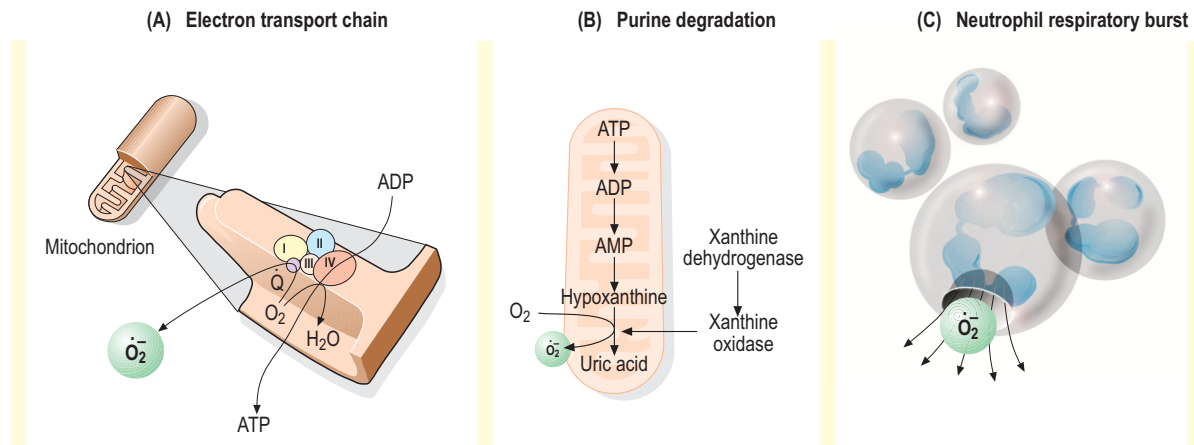 (A) Electron transport chain
Mitochondrion
ADP
I
II
III
IV
Q̇
O₂
H₂O
Ȯ₂⁻
ATP
(B) Purine degradation
ATP
ADP
AMP
Hypoxanthine
Uric acid
O₂
Ȯ₂⁻
Xanthine
dehydrogenase
Xanthine
oxidase
(C) Neutrophil respiratory burst
Ȯ₂⁻